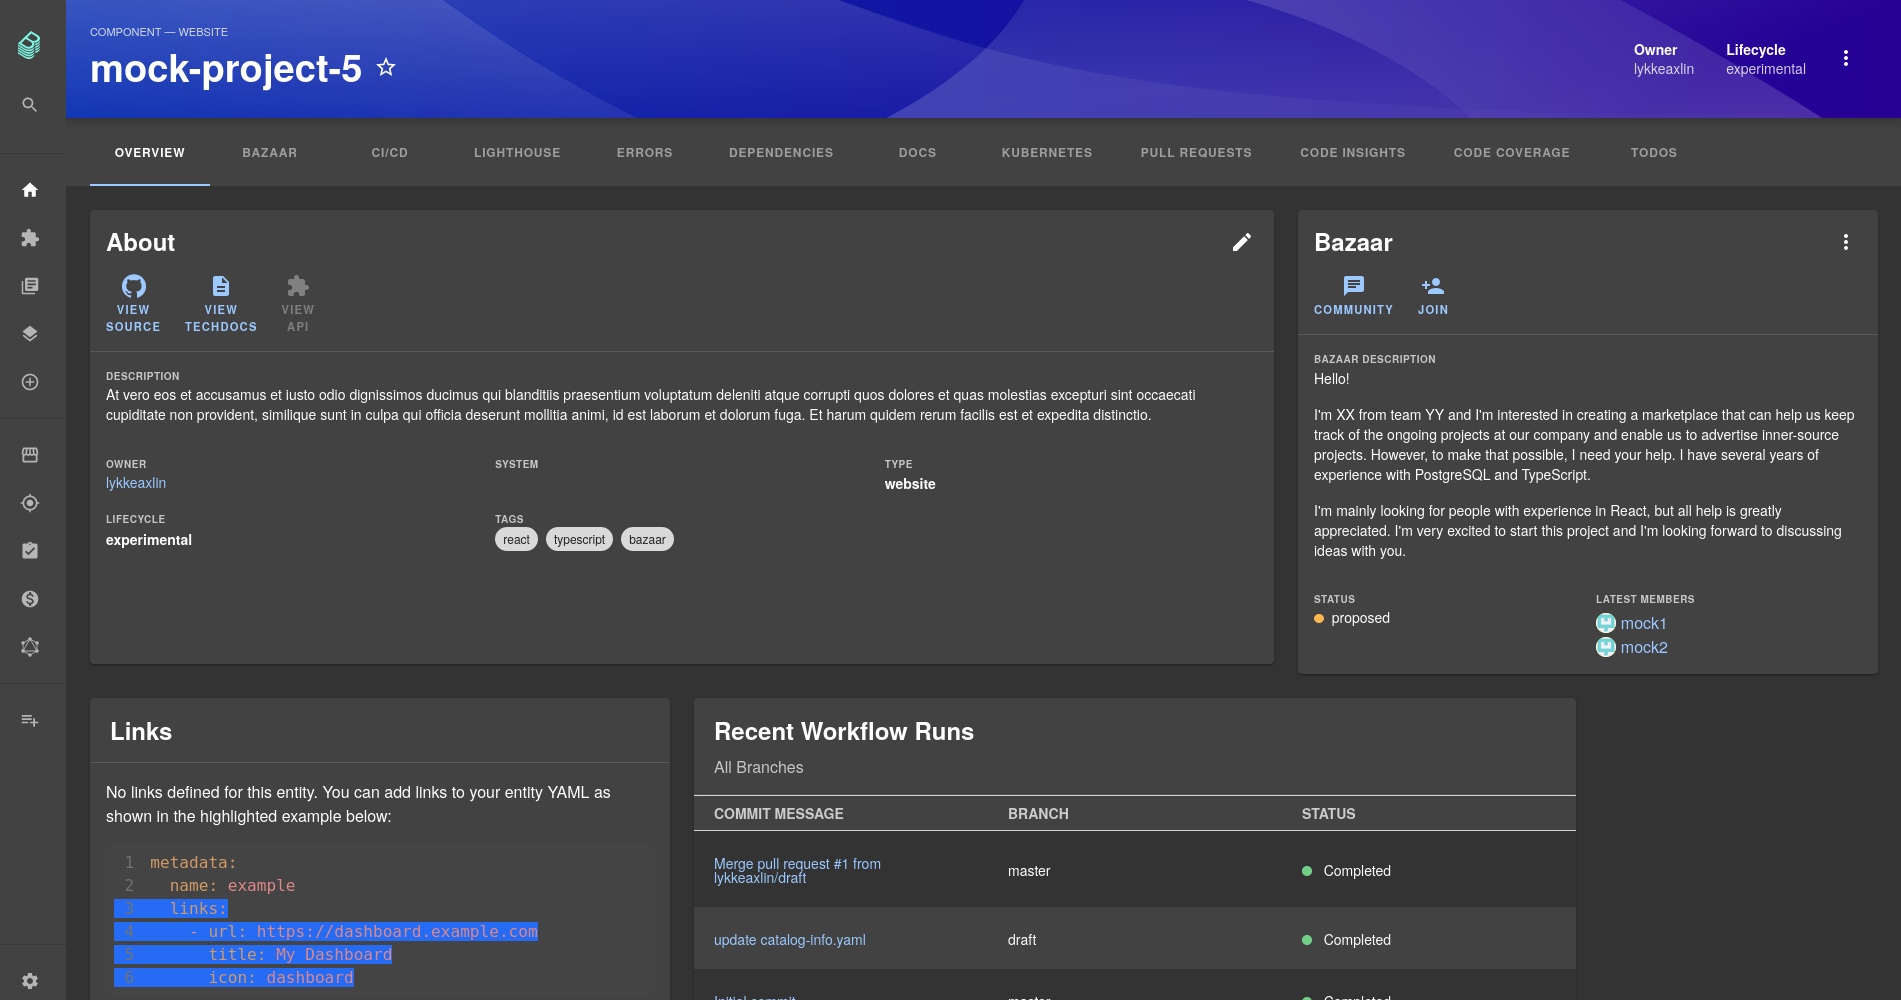 COMPONENT — WEBSITE
mock-project-5
Owner
lykkeaxlin
Lifecycle
experimental
OVERVIEW
BAZAAR
CI/CD
LIGHTHOUSE
ERRORS
DEPENDENCIES
DOCS
KUBERNETES
PULL REQUESTS
CODE INSIGHTS
CODE COVERAGE
TODOS
About
VIEW
SOURCE
VIEW
TECHDOCS
VIEW
API
DESCRIPTION
At vero eos et accusamus et iusto odio dignissimos ducimus qui blanditiis praesentium voluptatum deleniti atque corrupti quos dolores et quas molestias excepturi sint occaecati
cupiditate non provident, similique sunt in culpa qui officia deserunt mollitia animi, id est laborum et dolorum fuga. Et harum quidem rerum facilis est et expedita distinctio.
OWNER
lykkeaxlin
SYSTEM
TYPE
website
LIFECYCLE
experimental
TAGS
react
typescript
bazaar
Bazaar
COMMUNITY
JOIN
BAZAAR DESCRIPTION
Hello!
I'm XX from team YY and I'm interested in creating a marketplace that can help us keep
track of the ongoing projects at our company and enable us to advertise inner-source
projects. However, to make that possible, I need your help. I have several years of
experience with PostgreSQL and TypeScript.
I'm mainly looking for people with experience in React, but all help is greatly
appreciated. I'm very excited to start this project and I'm looking forward to discussing
ideas with you.
STATUS
proposed
LATEST MEMBERS
mock1
mock2
Links
No links defined for this entity. You can add links to your entity YAML as
shown in the highlighted example below:
1 metadata:
2   name: example
3   links:
4     - url: https://dashboard.example.com
5       title: My Dashboard
6       icon: dashboard
Recent Workflow Runs
All Branches
COMMIT MESSAGE
BRANCH
STATUS
Merge pull request #1 from
lykkeaxlin/draft
master
Completed
update catalog-info.yaml
draft
Completed
Initial commit
master
Completed